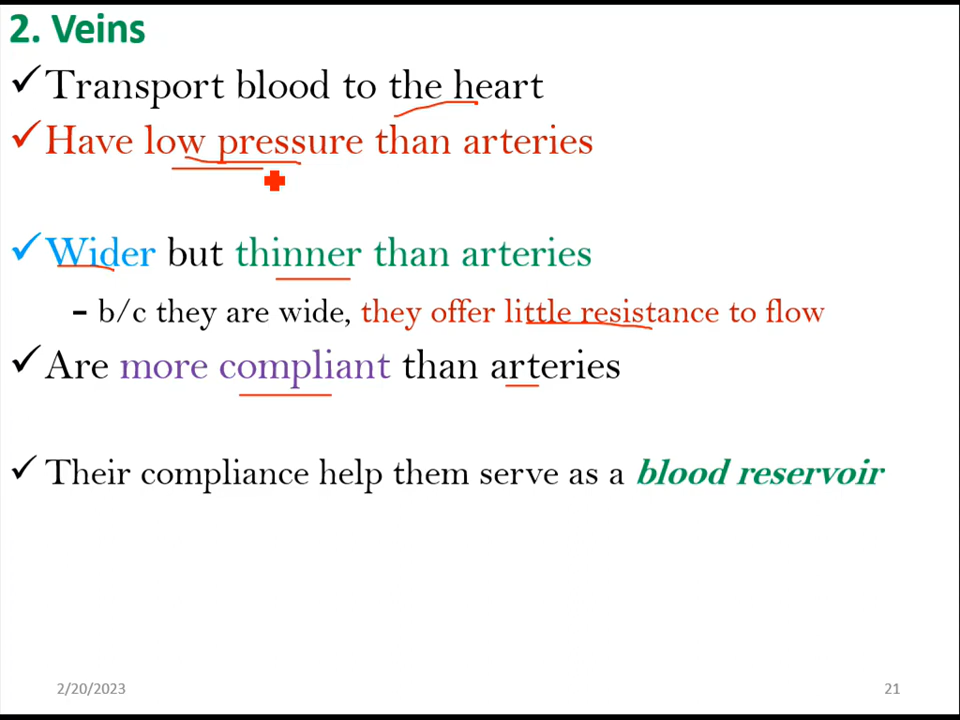 2. Veins
✓Transport blood to the heart
✓Have low pressure than arteries
✓Wider but thinner than arteries
– b/c they are wide, they offer little resistance to flow
✓Are more compliant than arteries
✓Their compliance help them serve as a blood reservoir
2/20/2023
21